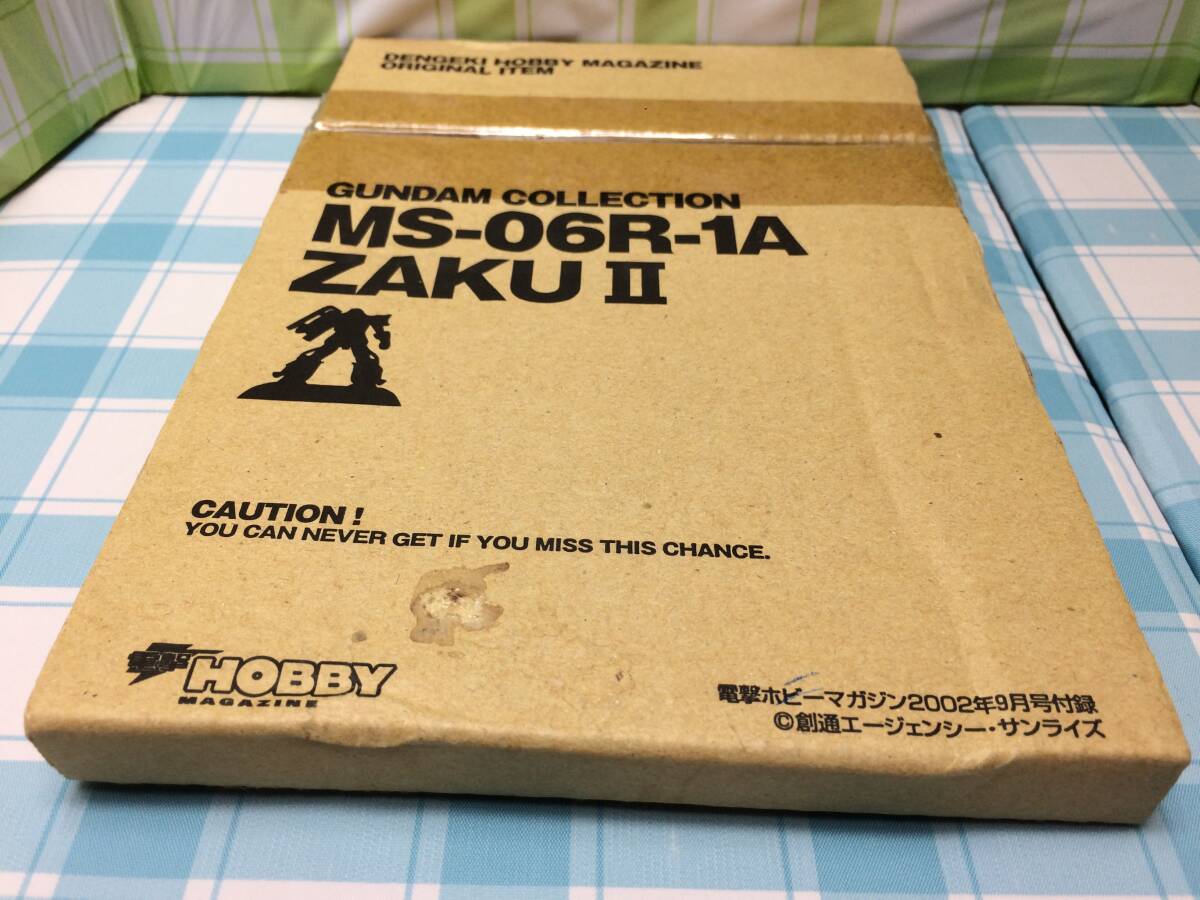 DENGEKI HOBBY MAGAZINE
ORIGINAL ITEM
GUNDAM COLLECTION
MS-06R-1A
ZAKU II
CAUTION!
YOU CAN NEVER GET IF YOU MISS THIS CHANCE.
電撃 HOBBY
MAGAZINE
電撃ホビーマガジン2002年9月号付録
©創通エージェンシー・サンライズ